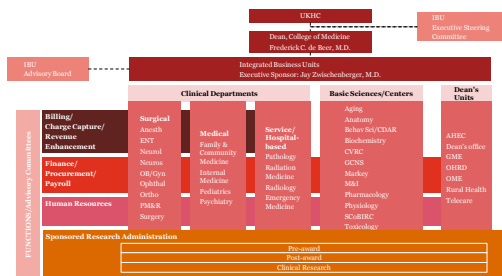 UKHC
IBU
Executive Steering
Committee
Dean, College of Medicine
Frederick C. de Beer, M.D.
IBU
Advisory Board
Integrated Business Units
Executive Sponsor: Jay Zwischenberger, M.D.
Clinical Departments
Basic Sciences/Centers
Dean's
Units
FUNCTIONS/Advisory Committees
Billing/
Charge Capture/
Revenue
Enhancement
Finance/
Procurement/
Payroll
Human Resources
Surgical
Anesth
ENT
Neurol
Neuros
OB/Gyn
Ophthal
Ortho
PM&R
Surgery
Medical
Family &
Community
Medicine
Internal
Medicine
Pediatrics
Psychiatry
Service/
Hospital-
based
Pathology
Radiation
Medicine
Radiology
Emergency
Medicine
Aging
Anatomy
Behav Sci/CDAR
Biochemistry
CVRC
GCNS
Markey
M&I
Pharmacology
Physiology
SCoBIRC
Toxicology
AHEC
Dean's office
GME
OHRD
OME
Rural Health
Telecare
Sponsored Research Administration
Pre-award
Post-award
Clinical Research